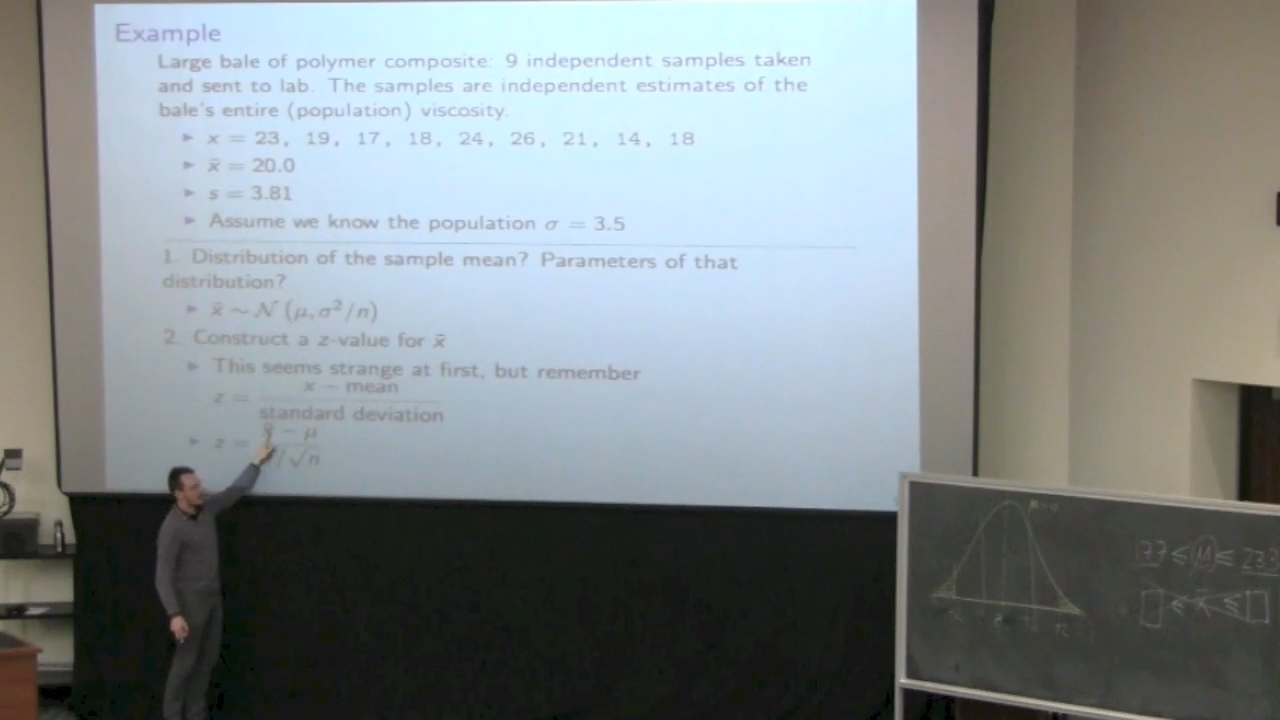 Example
Large bale of polymer composite: 9 independent samples taken
and sent to lab. The samples are independent estimates of the
bale's entire (population) viscosity.
► x = 23, 19, 17, 18, 24, 26, 21, 14, 18
► x̄ = 20.0
► s = 3.81
► Assume we know the population σ = 3.5
1. Distribution of the sample mean? Parameters of that
distribution?
► x̄ ~ N (μ, σ²/n)
2. Construct a z-value for x̄
► This seems strange at first, but remember
z = x − mean
standard deviation
► z = x̄ − μ
/√n
17.7 ≤ μ ≤